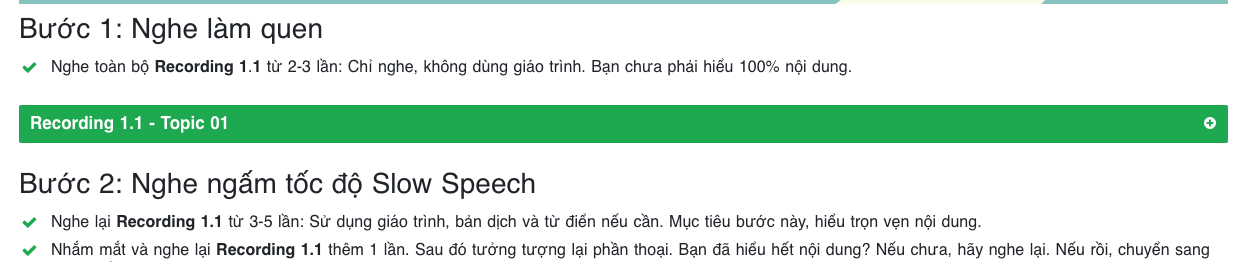 Bước 1: Nghe làm quen
Nghe toàn bộ Recording 1.1 từ 2-3 lần: Chỉ nghe, không dùng giáo trình. Bạn chưa phải hiểu 100% nội dung.
Recording 1.1 - Topic 01
Bước 2: Nghe ngấm tốc độ Slow Speech
Nghe lại Recording 1.1 từ 3-5 lần: Sử dụng giáo trình, bản dịch và từ điển nếu cần. Mục tiêu bước này, hiểu trọn vẹn nội dung.
Nhắm mắt và nghe lại Recording 1.1 thêm 1 lần. Sau đó tưởng tượng lại phần thoại. Bạn đã hiểu hết nội dung? Nếu chưa, hãy nghe lại. Nếu rồi, chuyển sang